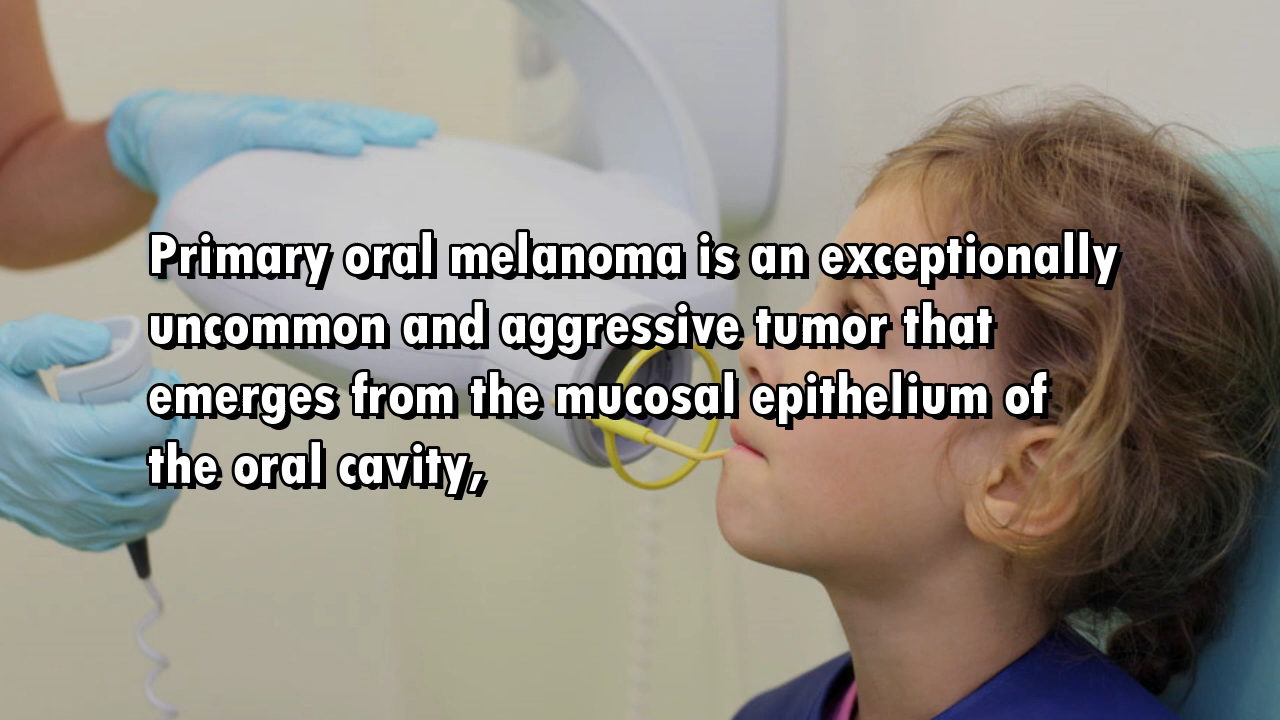 Primary oral melanoma is an exceptionally
uncommon and aggressive tumor that
emerges from the mucosal epithelium of
the oral cavity,